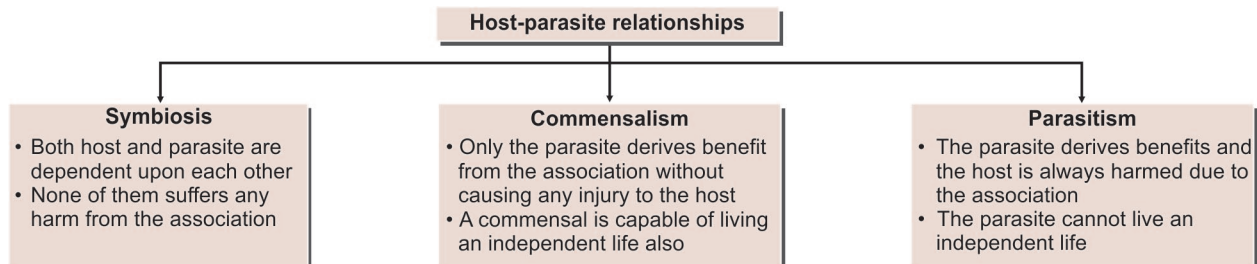 Host-parasite relationships
Symbiosis
• Both host and parasite are
dependent upon each other
• None of them suffers any
harm from the association
Commensalism
• Only the parasite derives benefit
from the association without
causing any injury to the host
• A commensal is capable of living
an independent life also
Parasitism
• The parasite derives benefits and
the host is always harmed due to
the association
• The parasite cannot live an
independent life